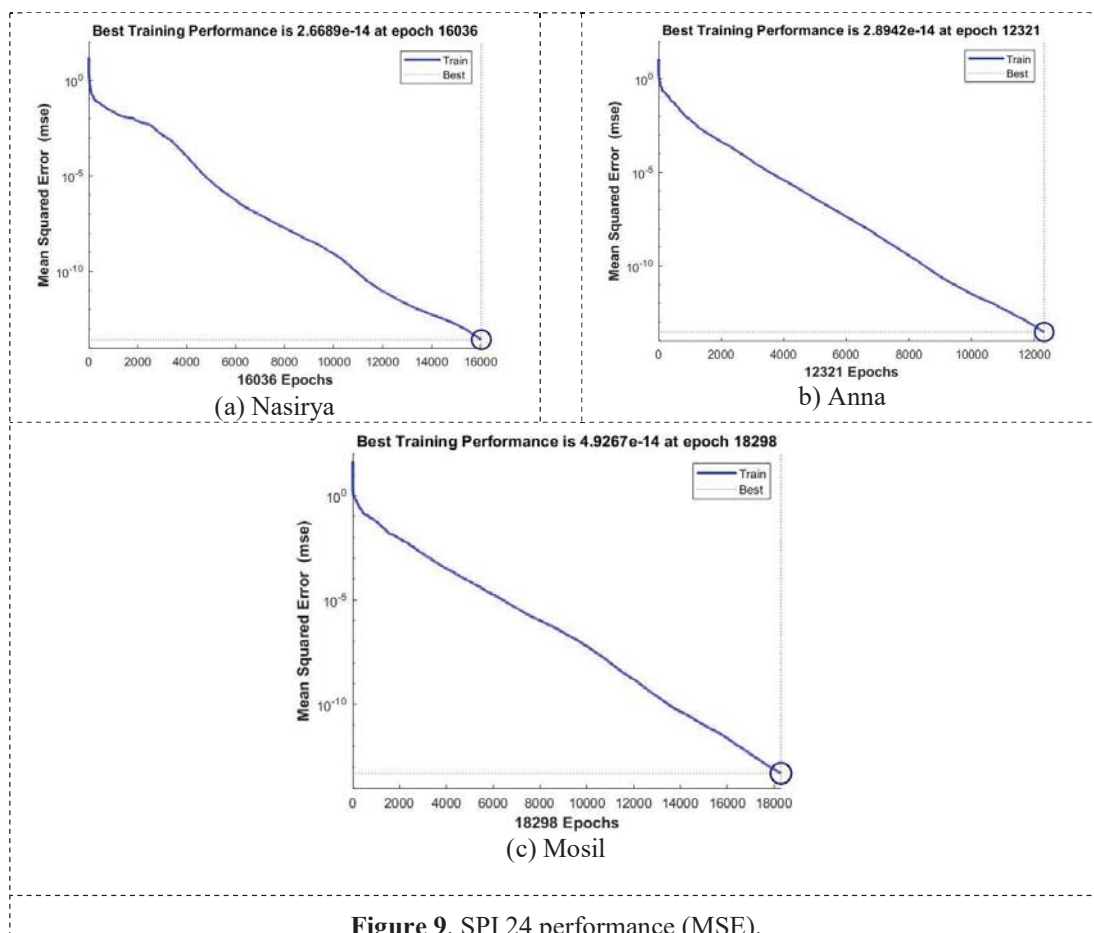 Best Training Performance is 2.6689e-14 at epoch 16036
Train
Best
Mean Squared Error (mse)
10^0
10^-5
10^-10
0 2000 4000 6000 8000 10000 12000 14000 16000
16036 Epochs
(a) Nasirya
Best Training Performance is 2.8942e-14 at epoch 12321
Train
Best
Mean Squared Error (mse)
10^0
10^-5
10^-10
0 2000 4000 6000 8000 10000 12000
12321 Epochs
b) Anna
Best Training Performance is 4.9267e-14 at epoch 18298
Train
Best
Mean Squared Error (mse)
10^0
10^-5
10^-10
0 2000 4000 6000 8000 10000 12000 14000 16000 18000
18298 Epochs
(c) Mosil
Figure 9. SPI 24 performance (MSE).